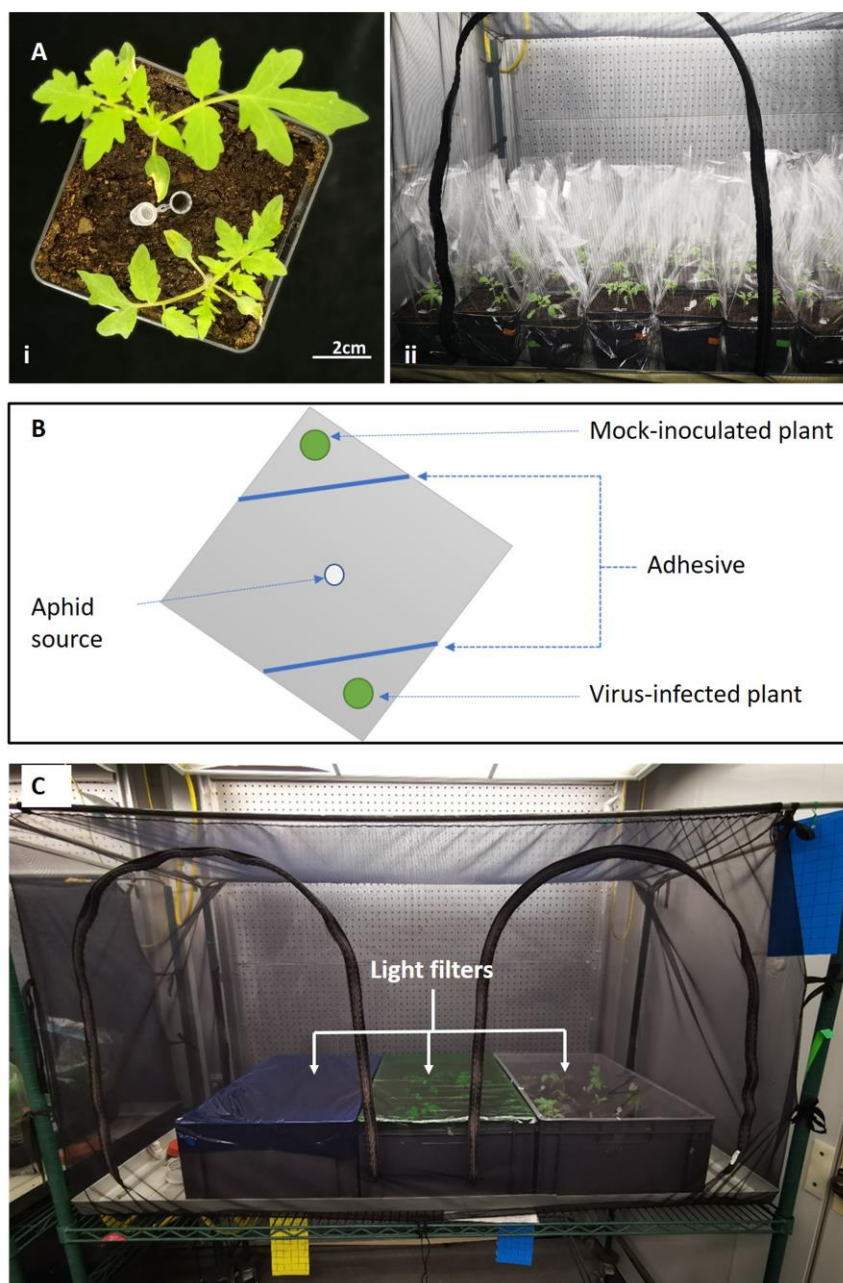 A
i
2cm
ii
B
Mock-inoculated plant
Adhesive
Aphid
source
Virus-infected plant
C
Light filters